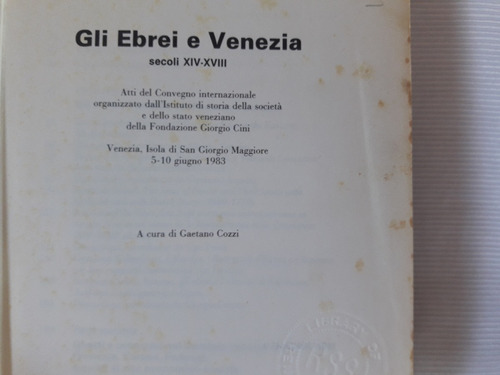 Gli Ebrei e Venezia
secoli XIV-XVIII
Atti del Convegno internazionale
organizzato dall'Istituto di storia della società
e dello stato veneziano
della Fondazione Giorgio Cini
Venezia, Isola di San Giorgio Maggiore
5-10 giugno 1983
A cura di Gaetano Cozzi
LIBRARY OF